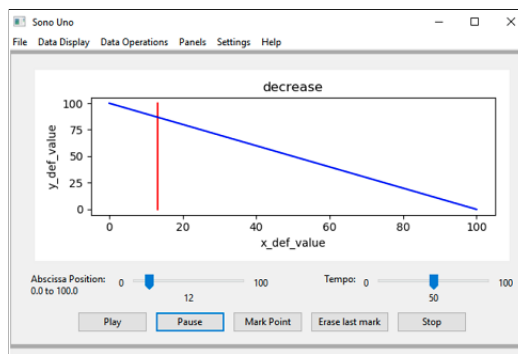 Sono Uno
File Data Display Data Operations Panels Settings Help
decrease
100
75
50
25
0
y_def_value
0 20 40 60 80 100
x_def_value
Abscissa Position: 0 100 Tempo: 0 100
0.0 to 100.0
12 50
Play Pause Mark Point Erase last mark Stop